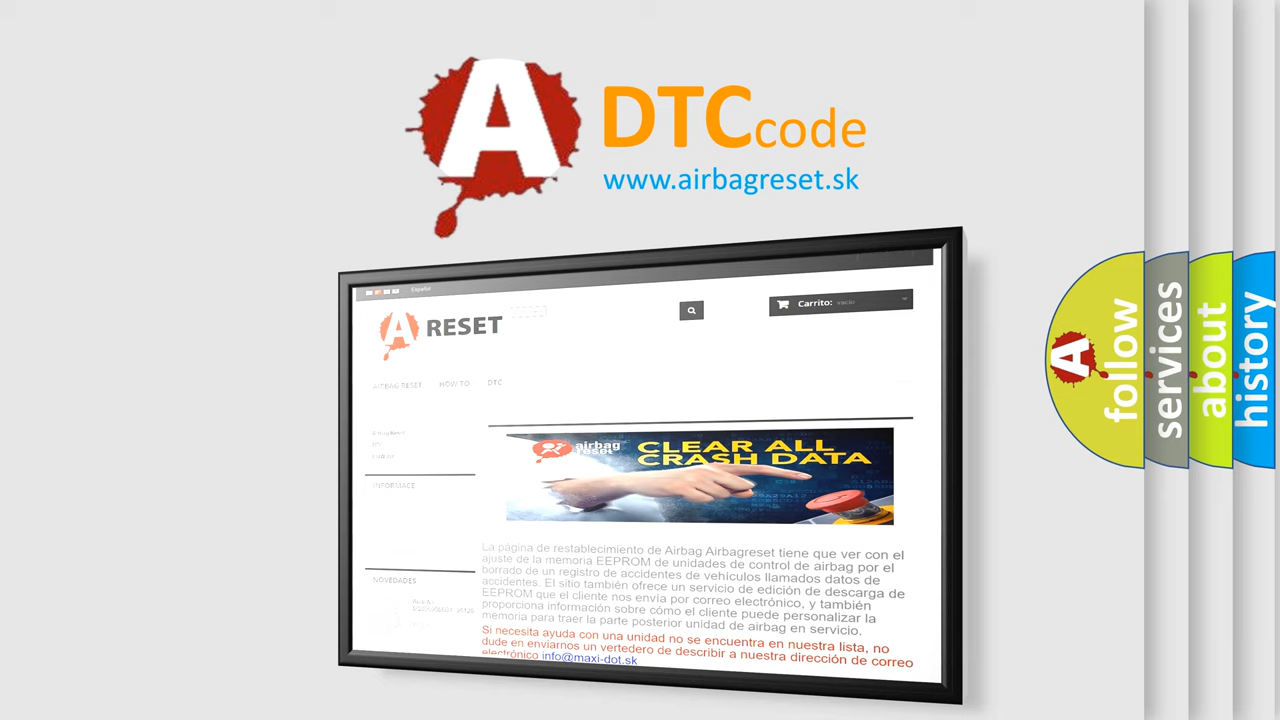 A
DTCcode
www.airbagreset.sk
Español
A RESET
Carrito: vacío
AIRBAG RESET HOW TO DTC
Airbag Reset
DTC
INFORMACE
airbag
reset
CLEAR ALL
CRASH DATA
La página de restablecimiento de Airbag Airbagreset tiene que ver con el
ajuste de la memoria EEPROM de unidades de control de airbag por el
borrado de un registro de accidentes de vehículos llamados datos de
accidentes. El sitio también ofrece un servicio de edición de descarga de
EEPROM que el cliente nos envía por correo electrónico, y también
proporciona información sobre cómo el cliente puede personalizar la
memoria para traer la parte posterior unidad de airbag en servicio.
Si necesita ayuda con una unidad no se encuentra en nuestra lista, no
dude en enviarnos un vertedero de describir a nuestra dirección de correo
electrónico info@maxi-dot.sk
NOVEDADES
A
follow
services
about
history